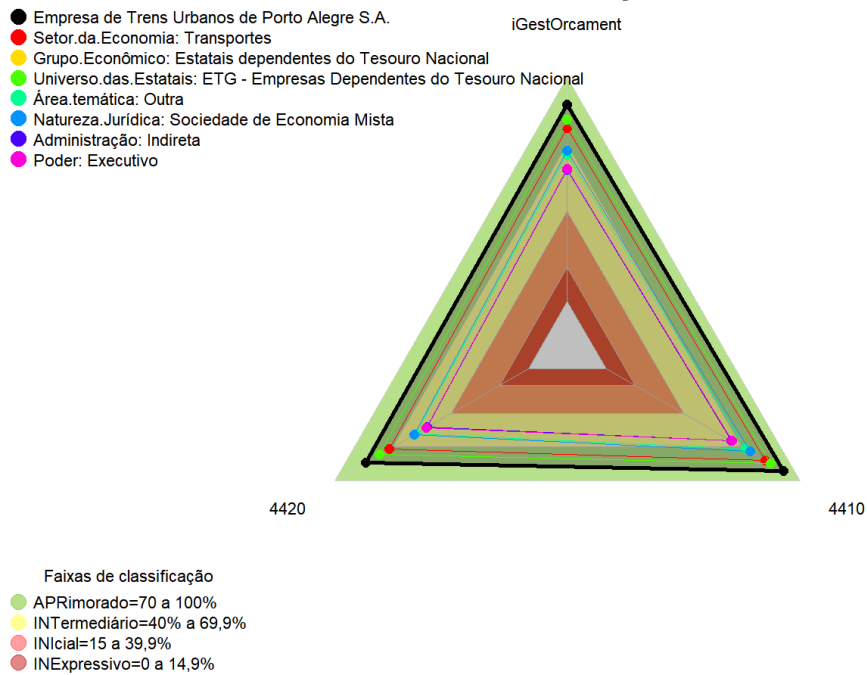 Empresa de Trens Urbanos de Porto Alegre S.A.
iGestOrcament
Setor.da.Economia: Transportes
Grupo.Econômico: Estatais dependentes do Tesouro Nacional
Universo.das.Estatais: ETG - Empresas Dependentes do Tesouro Nacional
Área.temática: Outra
Natureza.Jurídica: Sociedade de Economia Mista
Administração: Indireta
Poder: Executivo
4420
4410
Faixas de classificação
APRimorado=70 a 100%
INTermediário=40% a 69,9%
INIcial=15 a 39,9%
INExpressivo=0 a 14,9%